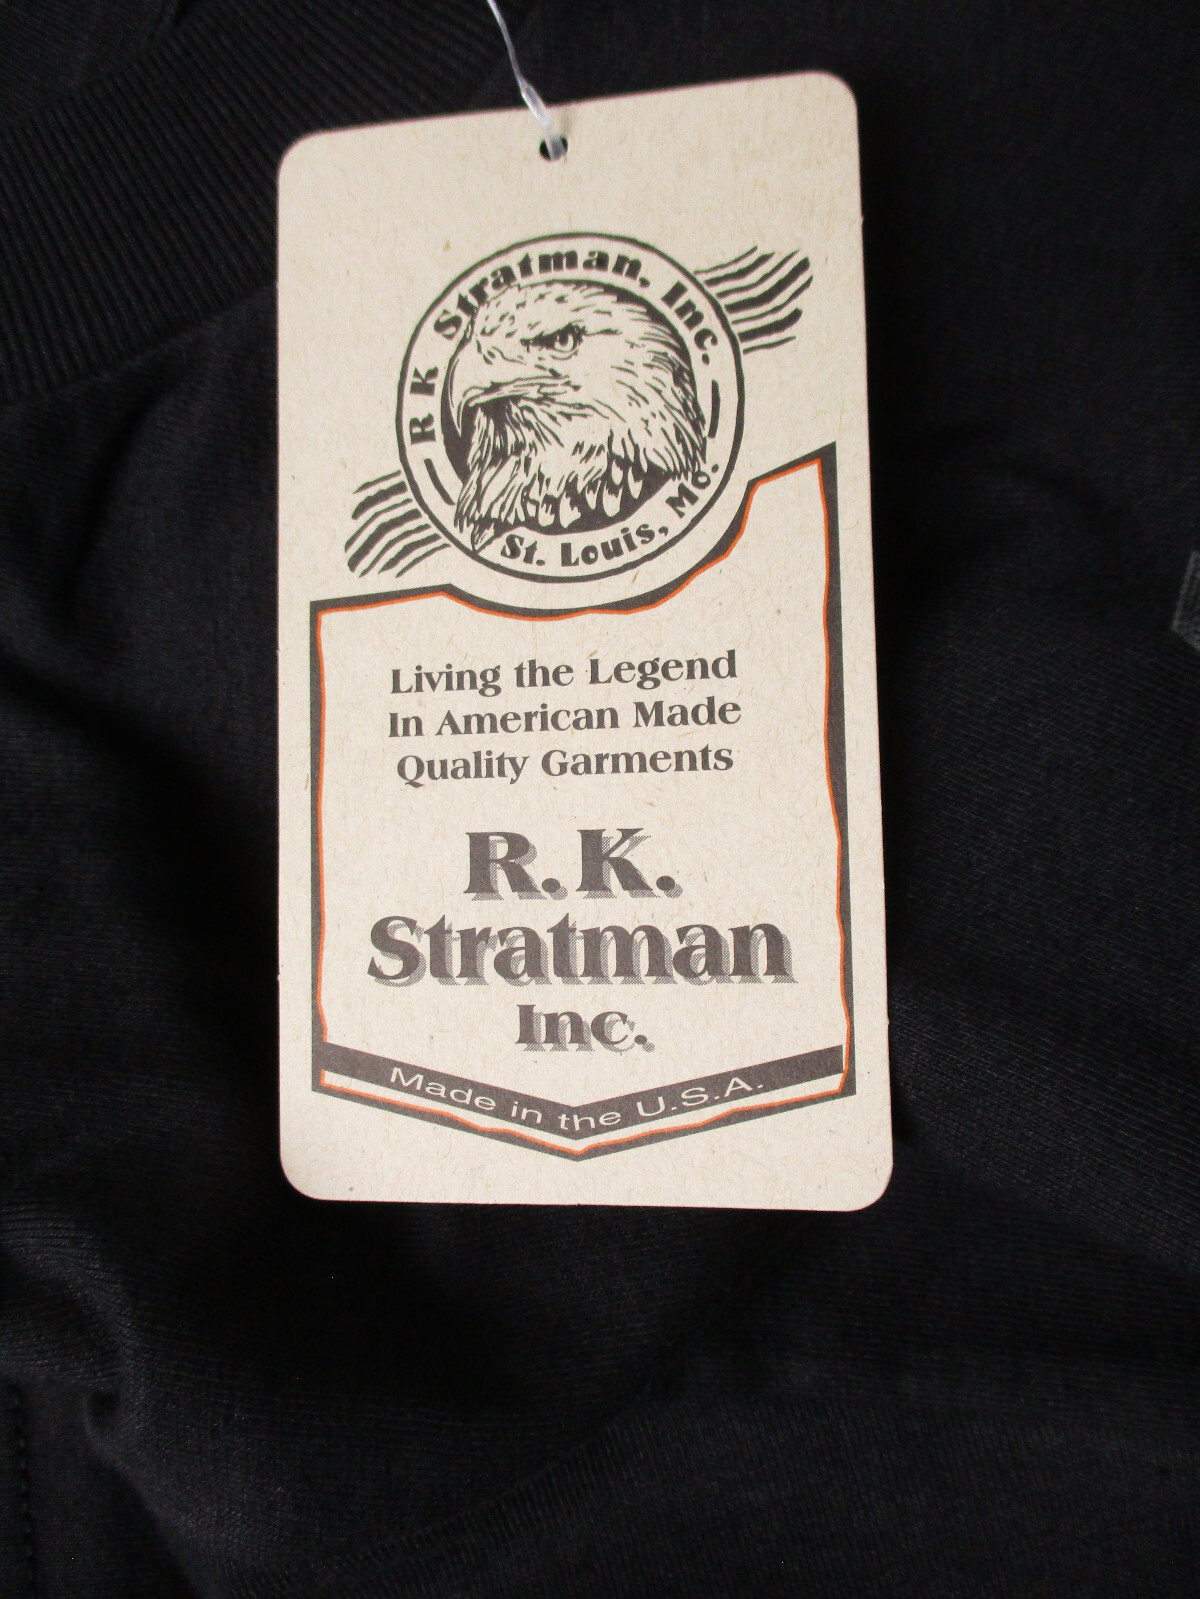 R K Stratman, Inc.
St. Louis, Mo.
Living the Legend
In American Made
Quality Garments
R. K.
Stratman
Inc.
Made in the U.S.A.